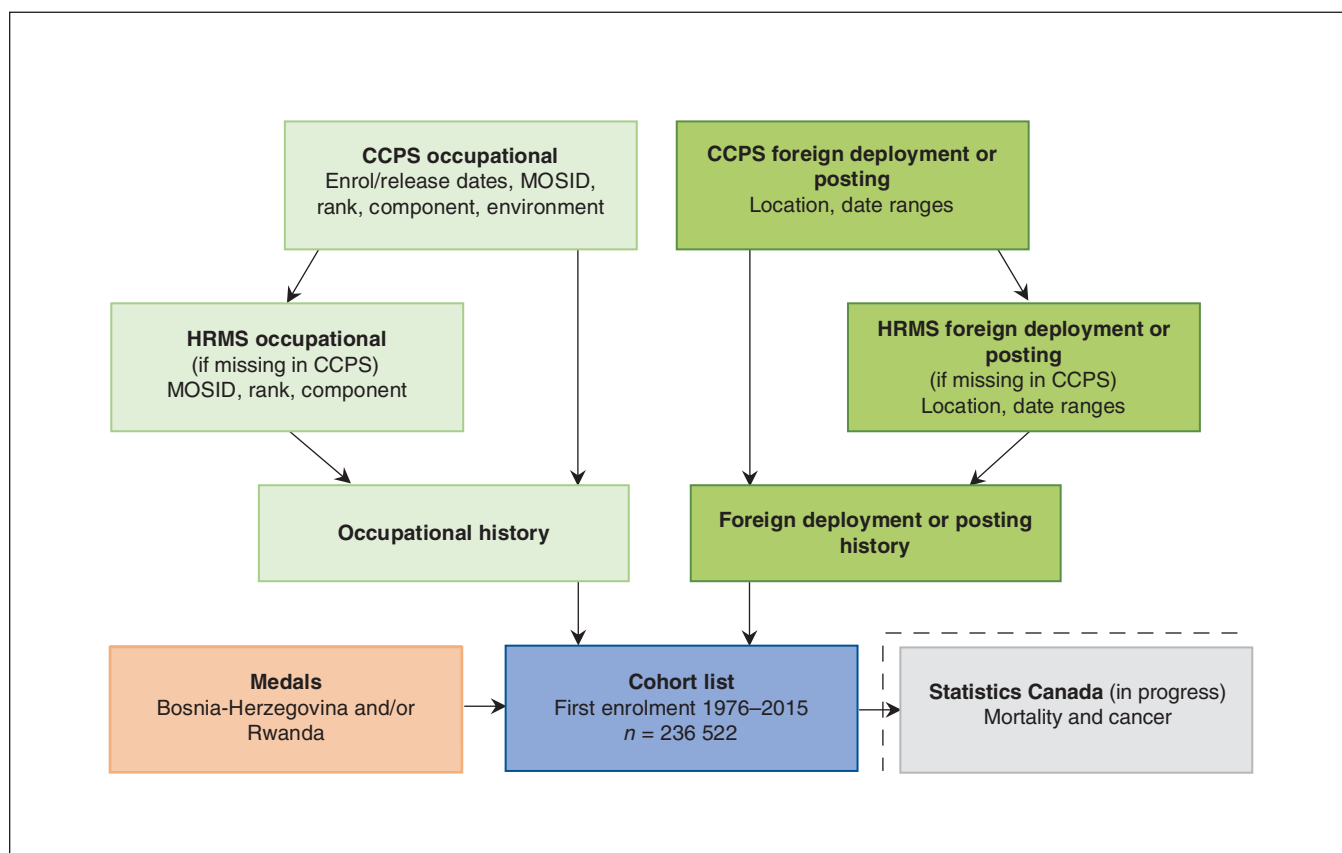 CCPS occupational
Enrol/release dates, MOSID,
rank, component, environment
CCPS foreign deployment or
posting
Location, date ranges
HRMS occupational
(if missing in CCPS)
MOSID, rank, component
HRMS foreign deployment or
posting
(if missing in CCPS)
Location, date ranges
Occupational history
Foreign deployment or posting
history
Medals
Bosnia-Herzegovina and/or
Rwanda
Cohort list
First enrolment 1976–2015
n = 236 522
Statistics Canada (in progress)
Mortality and cancer